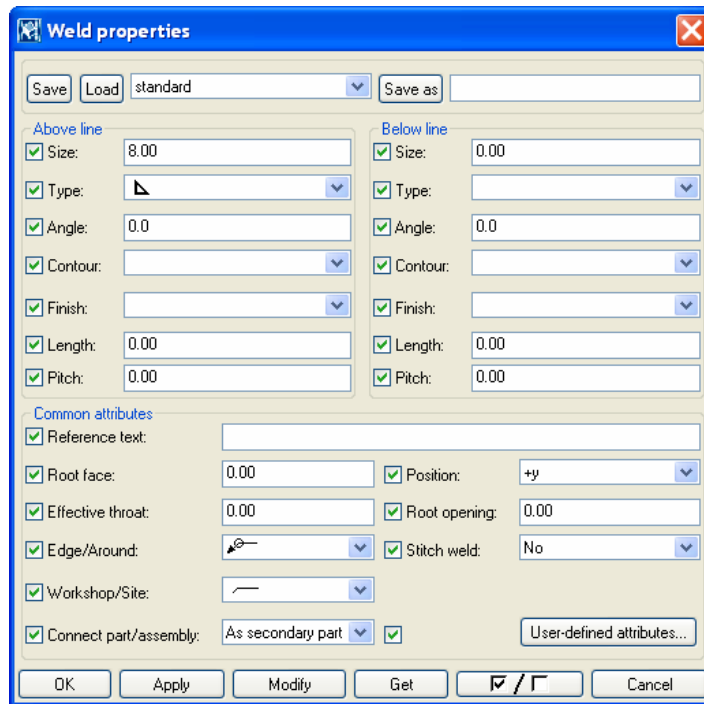 Weld properties
Save Load standard Save as
Above line Below line
Size: 8.00 Size: 0.00
Type: Type:
Angle: 0.0 Angle: 0.0
Contour: Contour:
Finish: Finish:
Length: 0.00 Length: 0.00
Pitch: 0.00 Pitch: 0.00
Common attributes
Reference text:
Root face: 0.00 Position: +y
Effective throat: 0.00 Root opening: 0.00
Edge/Around: Stitch weld: No
Workshop/Site:
Connect part/assembly: As secondary part User-defined attributes...
OK Apply Modify Get / Cancel